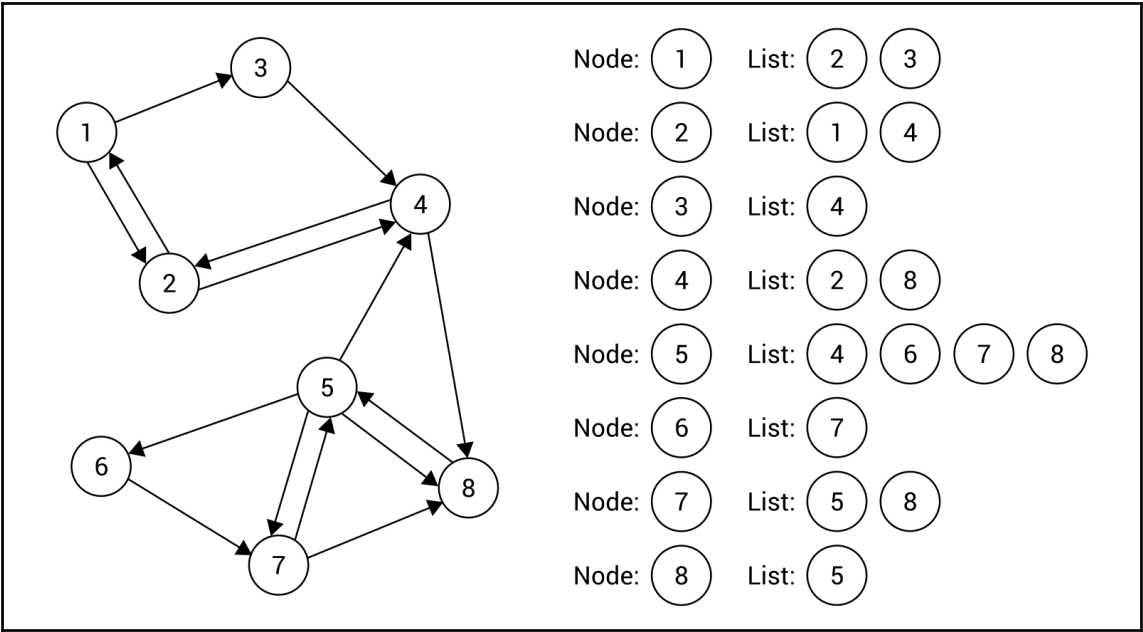 3
1
4
2
5
6
8
7
Node: 1 List: 2 3
Node: 2 List: 1 4
Node: 3 List: 4
Node: 4 List: 2 8
Node: 5 List: 4 6 7 8
Node: 6 List: 7
Node: 7 List: 5 8
Node: 8 List: 5